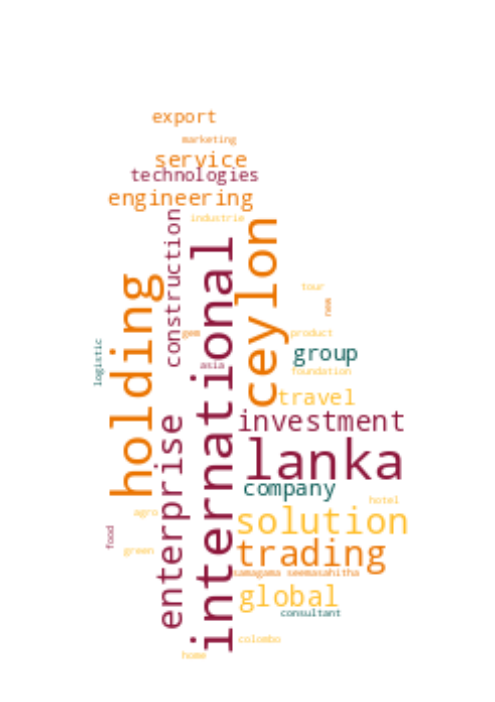 export
marketing
service
technologies
engineering
industrie
construction
ceylon
international
holding
tour
new
gem
product
logistic
group
asia
foundation
travel
investment
enterprise
lanka
company
hotel
agro
solution
food
green
trading
samagama seemasahitha
global
consultant
colombo
home